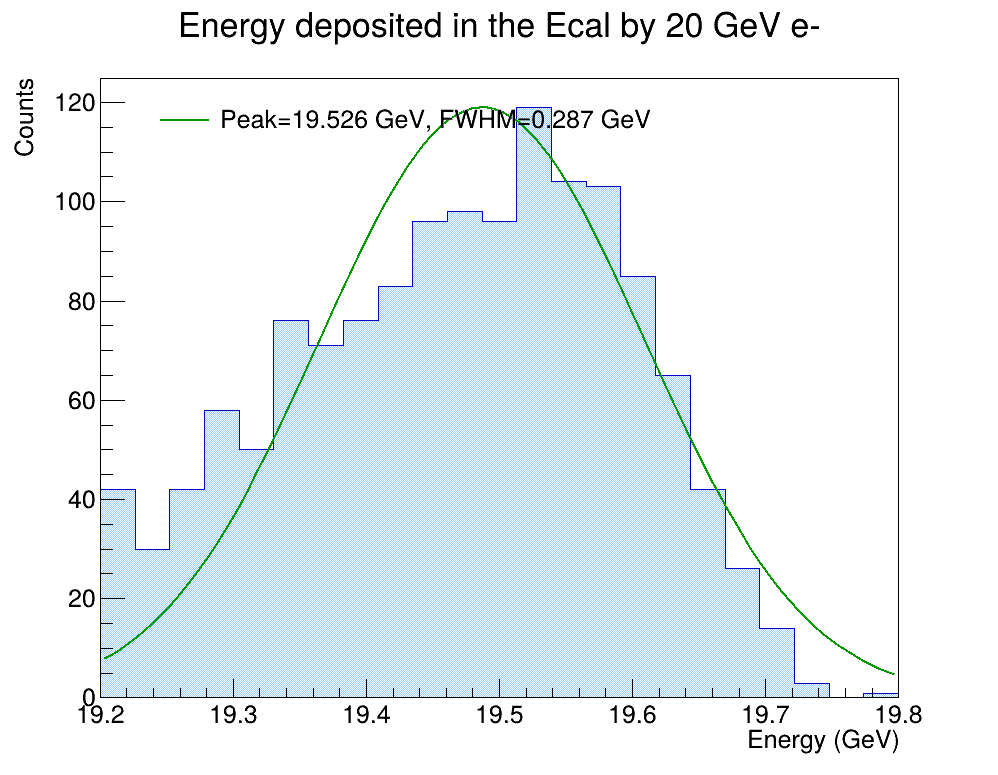 Energy deposited in the Ecal by 20 GeV e-
Counts
Peak=19.526 GeV, FWHM=0.287 GeV
120
100
80
60
40
20
0
19.2 19.3 19.4 19.5 19.6 19.7 19.8
Energy (GeV)